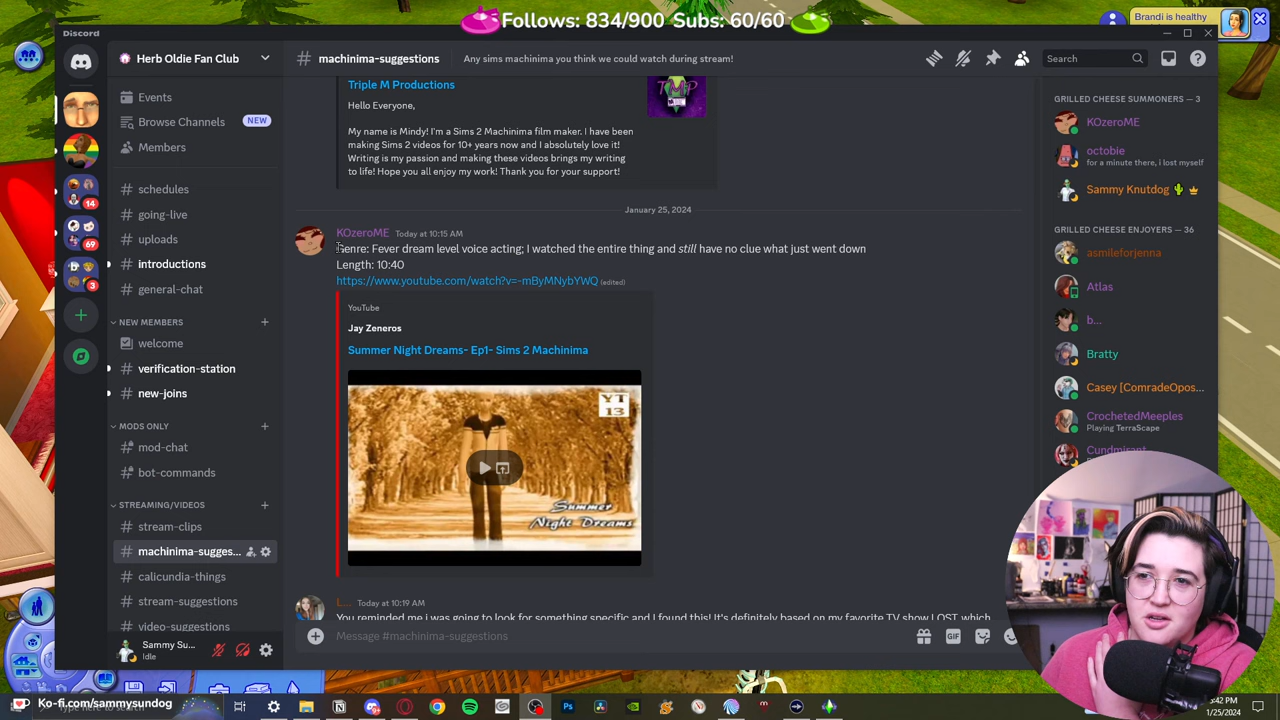 Follows: 834/900 Subs: 60/60
Brandi is healthy
Discord
Herb Oldie Fan Club
Events
Browse Channels
NEW
Members
schedules
going-live
uploads
introductions
general-chat
NEW MEMBERS
welcome
verification-station
new-joins
MODS ONLY
mod-chat
bot-commands
STREAMING/VIDEOS
stream-clips
machinima-sugges...
calicundia-things
stream-suggestions
video-suggestions
14
69
3
Sammy Su...
Idle
machinima-suggestions
Any sims machinima you think we could watch during stream!
Search
Triple M Productions
TMP
Hello Everyone,
My name is Mindy! I'm a Sims 2 Machinima film maker. I have been
making Sims 2 videos for 10+ years now and I absolutely love it!
Writing is my passion and making these videos brings my writing
to life! Hope you all enjoy my work! Thank you for your support!
January 25, 2024
KOzeroME Today at 10:15 AM
Genre: Fever dream level voice acting; I watched the entire thing and still have no clue what just went down
Length: 10:40
https://www.youtube.com/watch?v=-mByMNybYWQ (edited)
YouTube
Jay Zeneros
Summer Night Dreams- Ep1- Sims 2 Machinima
YT
13
Summer
Night Dreams
L... Today at 10:19 AM
You reminded me i was going to look for something specific and I found this! It's definitely based on my favorite TV show LOST, which
Message #machinima-suggestions
GIF
GRILLED CHEESE SUMMONERS — 3
KOzeroME
octobie
for a minute there, i lost myself
Sammy Knutdog
GRILLED CHEESE ENJOYERS — 36
asmileforjenna
Atlas
b...
Bratty
Casey [ComradeOpos...
CrochetedMeeples
Playing TerraScape
Cundmirant
Ko-fi.com/sammysundog
:42 PM
1/25/2024